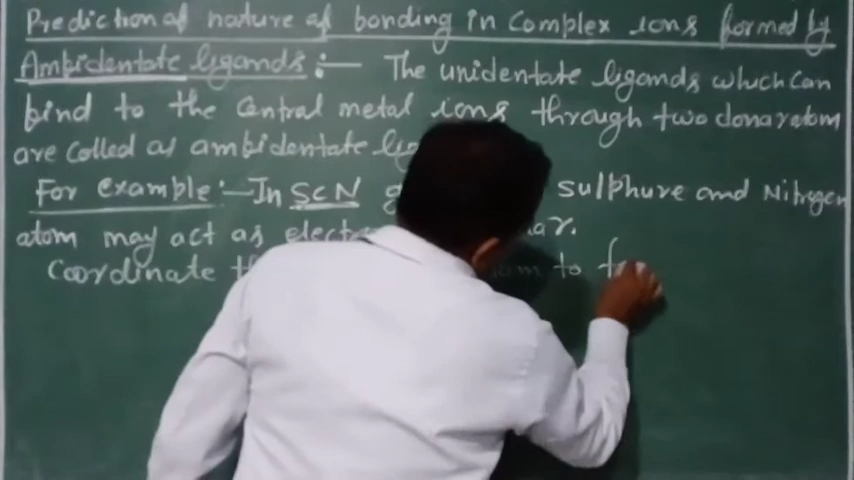 Prediction of nature of bonding in Complex ions formed by
Ambidentate ligands:— The unidentate ligands which can
bind to the Central metal ions through two donar atom
are called as ambidentate
For example:— In SCN sulphure and Nitrogen
atom may act as
Coordinate to